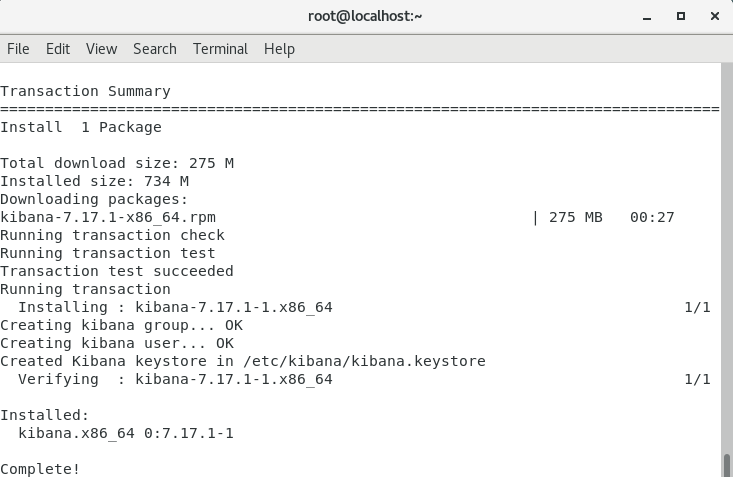 root@localhost:~
File Edit View Search Terminal Help
Transaction Summary
================================================================================
Install  1 Package
Total download size: 275 M
Installed size: 734 M
Downloading packages:
kibana-7.17.1-x86_64.rpm                                   | 275 MB   00:27
Running transaction check
Running transaction test
Transaction test succeeded
Running transaction
  Installing : kibana-7.17.1-1.x86_64                                       1/1
Creating kibana group... OK
Creating kibana user... OK
Created Kibana keystore in /etc/kibana/kibana.keystore
  Verifying  : kibana-7.17.1-1.x86_64                                       1/1
Installed:
  kibana.x86_64 0:7.17.1-1
Complete!